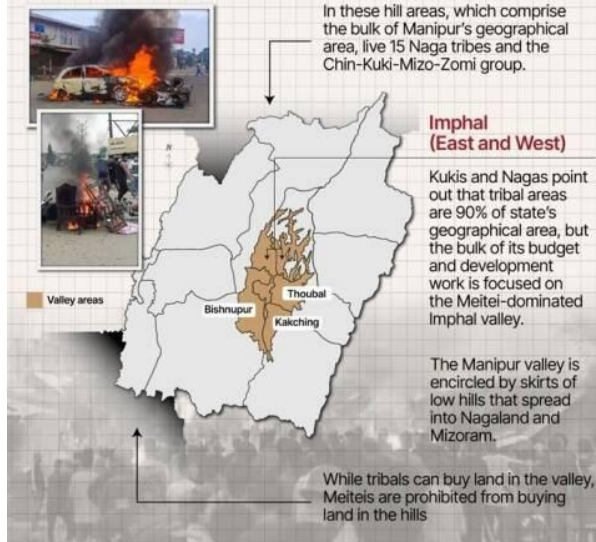 In these hill areas, which comprise
the bulk of Manipur's geographical
area, live 15 Naga tribes and the
Chin-Kuki-Mizo-Zomi group.
Imphal
(East and West)
Kukis and Nagas point
out that tribal areas
are 90% of state's
geographical area, but
the bulk of its budget
and development
work is focused on
the Meitei-dominated
Imphal valley.
Valley areas
Thoubal
Bishnupur
Kakching
The Manipur valley is
encircled by skirts of
low hills that spread
into Nagaland and
Mizoram.
While tribals can buy land in the valley,
Meiteis are prohibited from buying
land in the hills